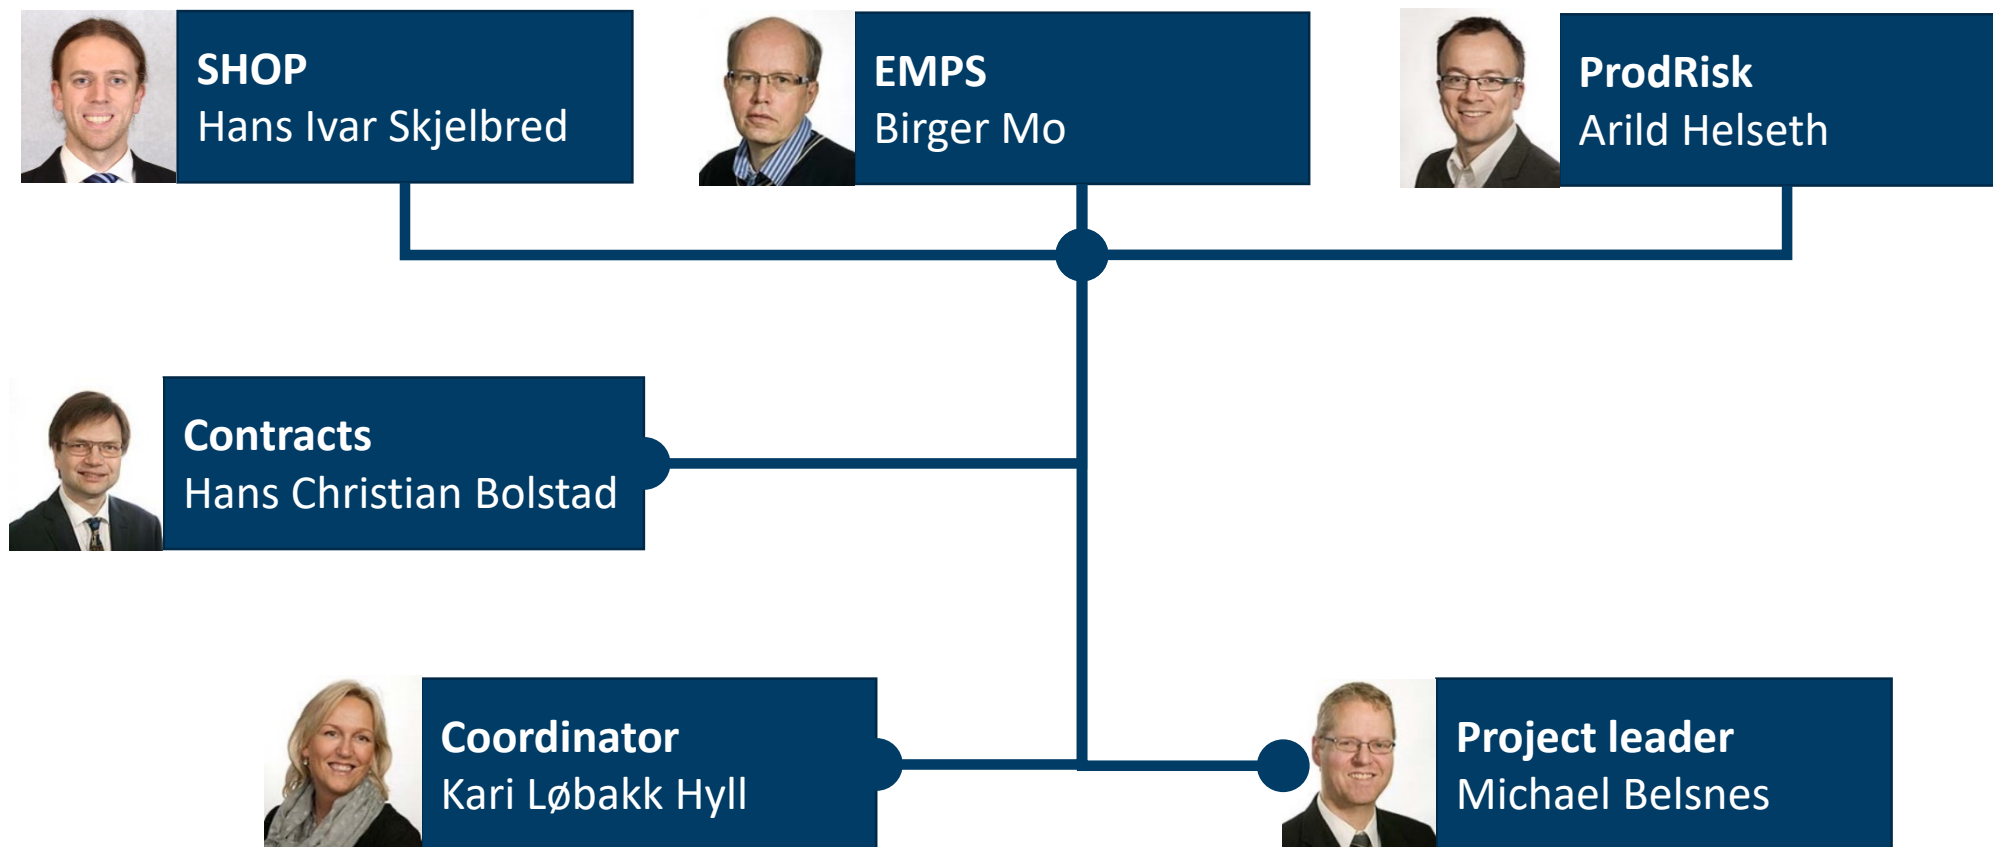 SHOP
Hans Ivar Skjelbred
EMPS
Birger Mo
ProdRisk
Arild Helseth
Contracts
Hans Christian Bolstad
Coordinator
Kari Løbakk Hyll
Project leader
Michael Belsnes